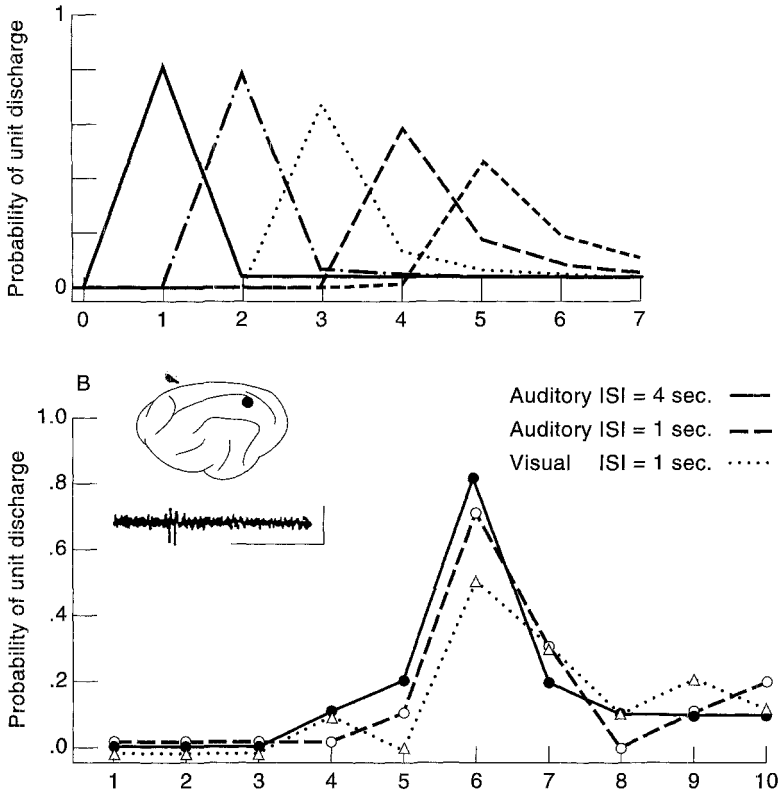 Probability of unit discharge
1
0
0 1 2 3 4 5 6 7
B
Auditory ISI = 4 sec.
Auditory ISI = 1 sec.
Visual ISI = 1 sec.
Probability of unit discharge
1.0
.8
.6
.4
.2
.0
1 2 3 4 5 6 7 8 9 10